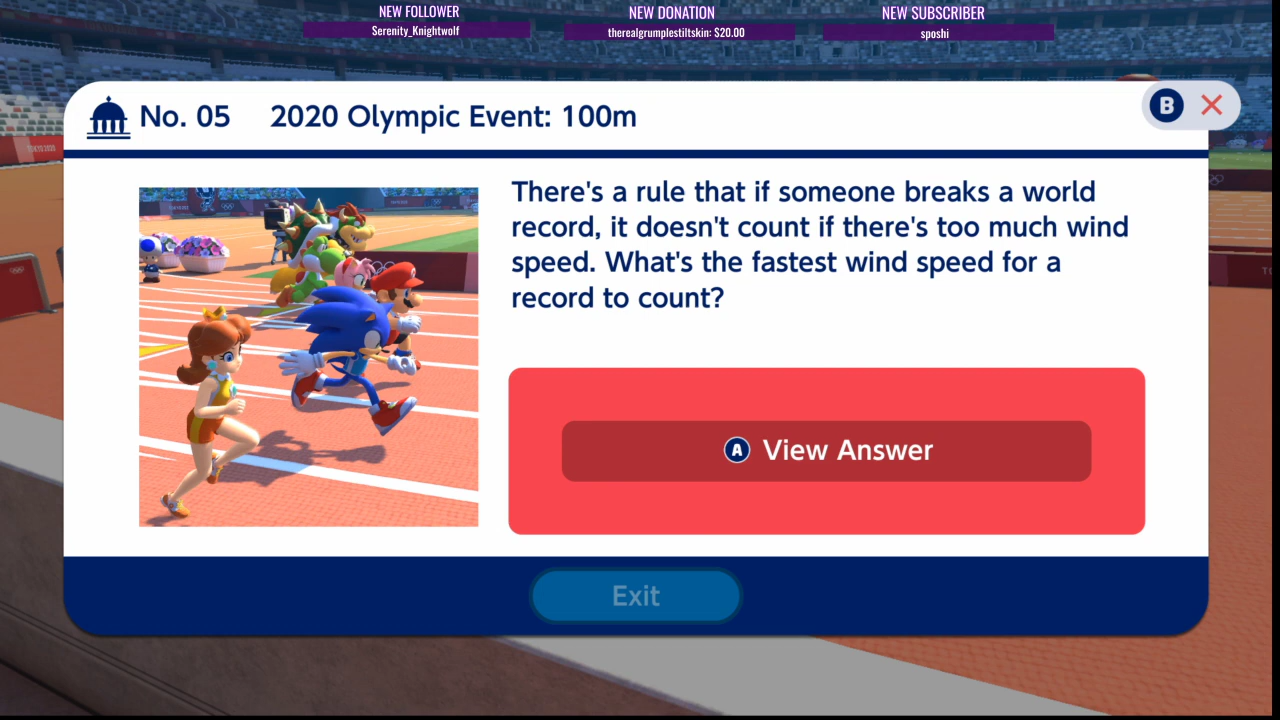 NEW FOLLOWER
Serenity_Knightwolf
NEW DONATION
therealgrumplestiltskin: $20.00
NEW SUBSCRIBER
sposhi
No. 05 2020 Olympic Event: 100m
B
There's a rule that if someone breaks a world
record, it doesn't count if there's too much wind
speed. What's the fastest wind speed for a
record to count?
A View Answer
Exit
TOKYO 2020